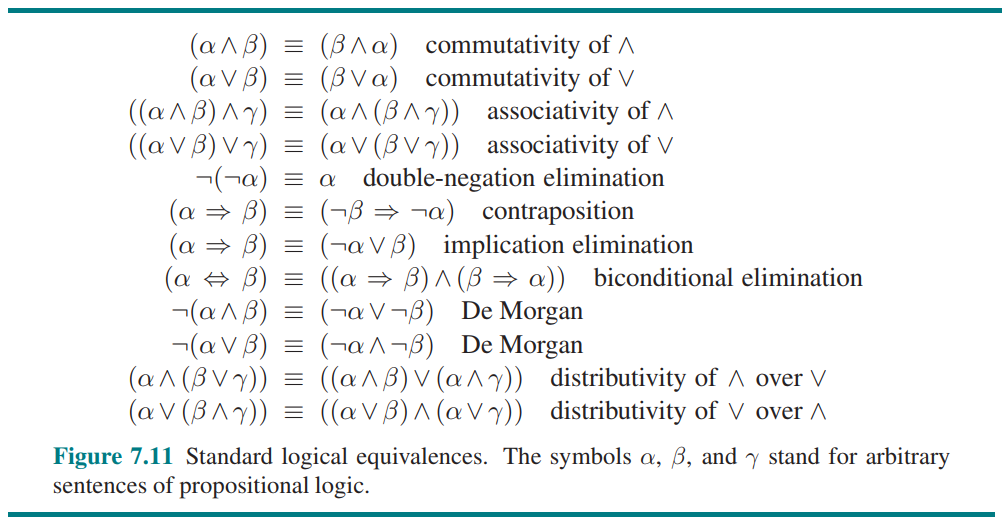 (α ∧ β) ≡ (β ∧ α) commutativity of ∧
(α ∨ β) ≡ (β ∨ α) commutativity of ∨
((α ∧ β) ∧ γ) ≡ (α ∧ (β ∧ γ)) associativity of ∧
((α ∨ β) ∨ γ) ≡ (α ∨ (β ∨ γ)) associativity of ∨
¬(¬α) ≡ α double-negation elimination
(α ⇒ β) ≡ (¬β ⇒ ¬α) contraposition
(α ⇒ β) ≡ (¬α ∨ β) implication elimination
(α ⇔ β) ≡ ((α ⇒ β) ∧ (β ⇒ α)) biconditional elimination
¬(α ∧ β) ≡ (¬α ∨ ¬β) De Morgan
¬(α ∨ β) ≡ (¬α ∧ ¬β) De Morgan
(α ∧ (β ∨ γ)) ≡ ((α ∧ β) ∨ (α ∧ γ)) distributivity of ∧ over ∨
(α ∨ (β ∧ γ)) ≡ ((α ∨ β) ∧ (α ∨ γ)) distributivity of ∨ over ∧
Figure 7.11 Standard logical equivalences. The symbols α, β, and γ stand for arbitrary
sentences of propositional logic.